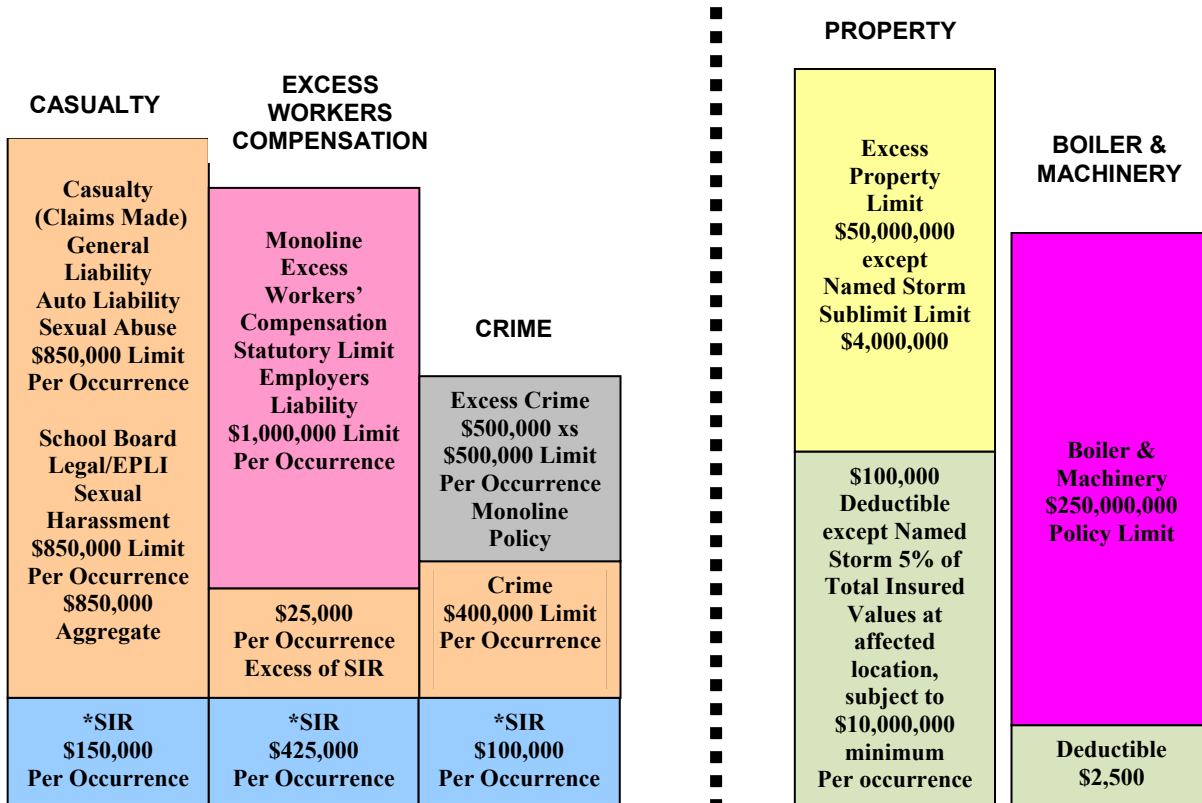 CASUALTY
Casualty
(Claims Made)
General
Liability
Auto Liability
Sexual Abuse
$850,000 Limit
Per Occurrence
School Board
Legal/EPLI
Sexual
Harassment
$850,000 Limit
Per Occurrence
$850,000
Aggregate
*SIR
$150,000
Per Occurrence
EXCESS
WORKERS
COMPENSATION
Monoline
Excess
Workers’
Compensation
Statutory Limit
Employers
Liability
$1,000,000 Limit
Per Occurrence
$25,000
Per Occurrence
Excess of SIR
*SIR
$425,000
Per Occurrence
CRIME
Excess Crime
$500,000 xs
$500,000 Limit
Per Occurrence
Monoline
Policy
Crime
$400,000 Limit
Per Occurrence
*SIR
$100,000
Per Occurrence
PROPERTY
Excess
Property
Limit
$50,000,000
except
Named Storm
Sublimit Limit
$4,000,000
$100,000
Deductible
except Named
Storm 5% of
Total Insured
Values at
affected
location,
subject to
$10,000,000
minimum
Per occurrence
BOILER &
MACHINERY
Boiler &
Machinery
$250,000,000
Policy Limit
Deductible
$2,500